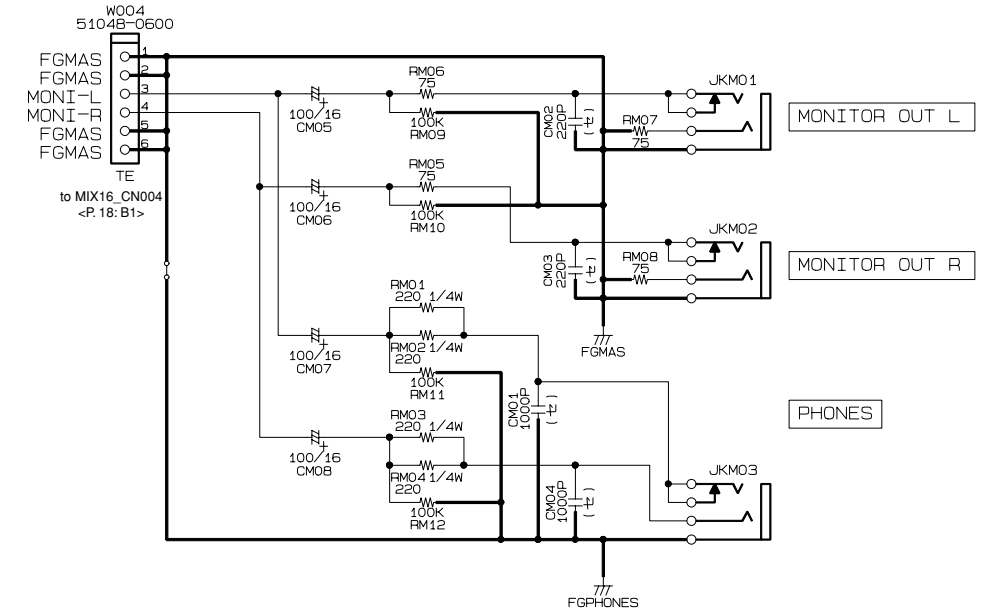 W004
51048-0600
FGMAS 1
FGMAS 2
MONI-L 3
MONI-R 4
FGMAS 5
FGMAS 6
TE
to MIX16_CN004
<P. 18: B1>
100/16
CM05
RM06
75
100K
RM09
CM02
220P
(セ)
RM07
75
JKM01
MONITOR OUT L
100/16
CM06
RM05
75
100K
RM10
CM03
220P
(セ)
RM08
75
JKM02
MONITOR OUT R
FGMAS
100/16
CM07
RM01
220 1/4W
RM02 1/4W
220
100K
RM11
CM01
1000P
(セ)
PHONES
100/16
CM08
RM03
220 1/4W
RM04 1/4W
220
100K
RM12
CM04
1000P
(セ)
JKM03
FGPHONES